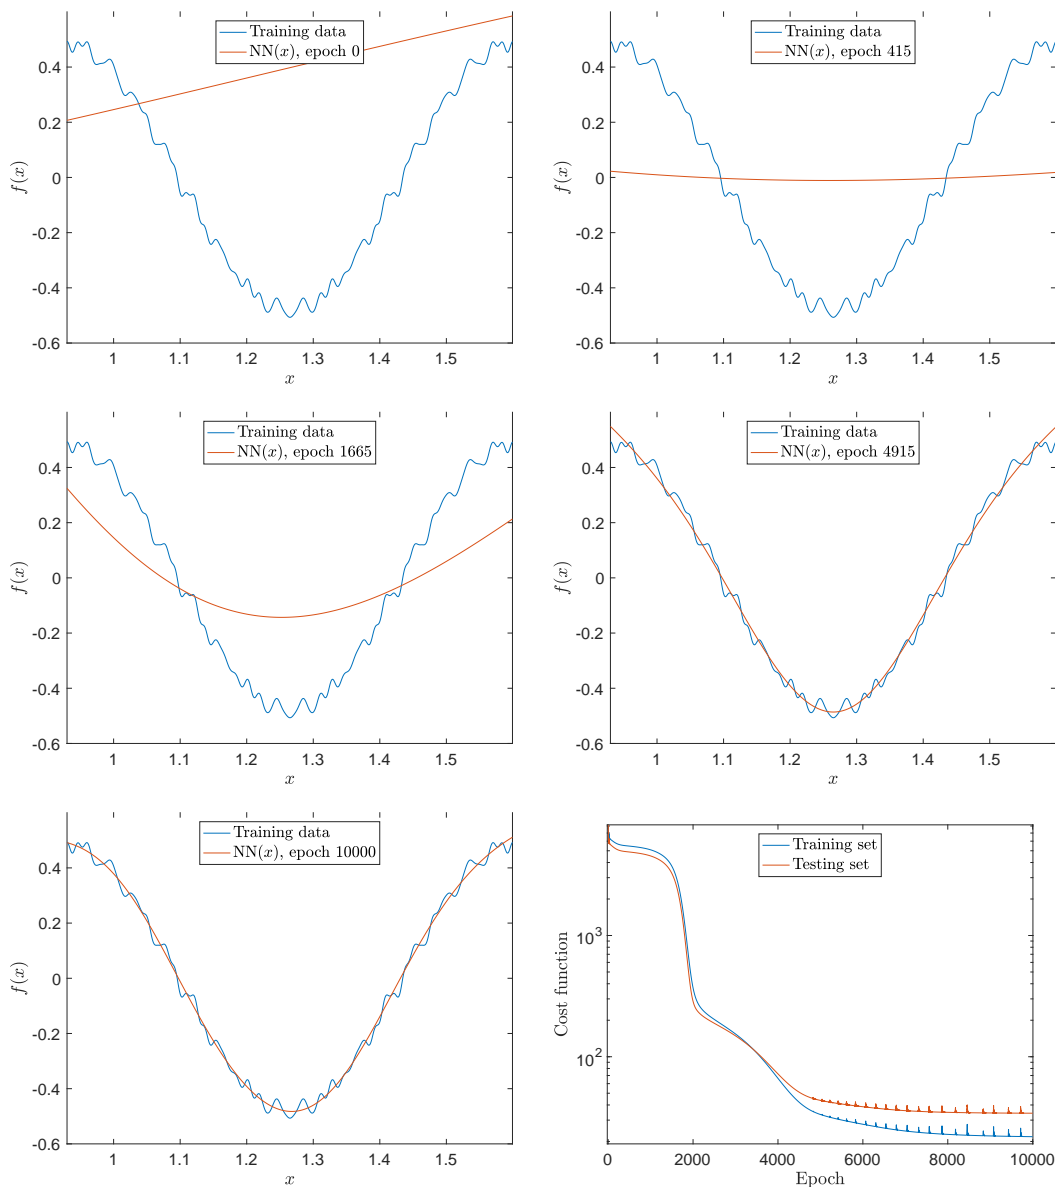 Training data
NN(x), epoch 0
0.4
0.2
0
-0.2
-0.4
-0.6
f(x)
1 1.1 1.2 1.3 1.4 1.5
x
Training data
NN(x), epoch 415
0.4
0.2
0
-0.2
-0.4
-0.6
f(x)
1 1.1 1.2 1.3 1.4 1.5
x
Training data
NN(x), epoch 1665
0.4
0.2
0
-0.2
-0.4
-0.6
f(x)
1 1.1 1.2 1.3 1.4 1.5
x
Training data
NN(x), epoch 4915
0.4
0.2
0
-0.2
-0.4
-0.6
f(x)
1 1.1 1.2 1.3 1.4 1.5
x
Training data
NN(x), epoch 10000
0.4
0.2
0
-0.2
-0.4
-0.6
f(x)
1 1.1 1.2 1.3 1.4 1.5
x
Training set
Testing set
10³
10²
Cost function
0 2000 4000 6000 8000 10000
Epoch